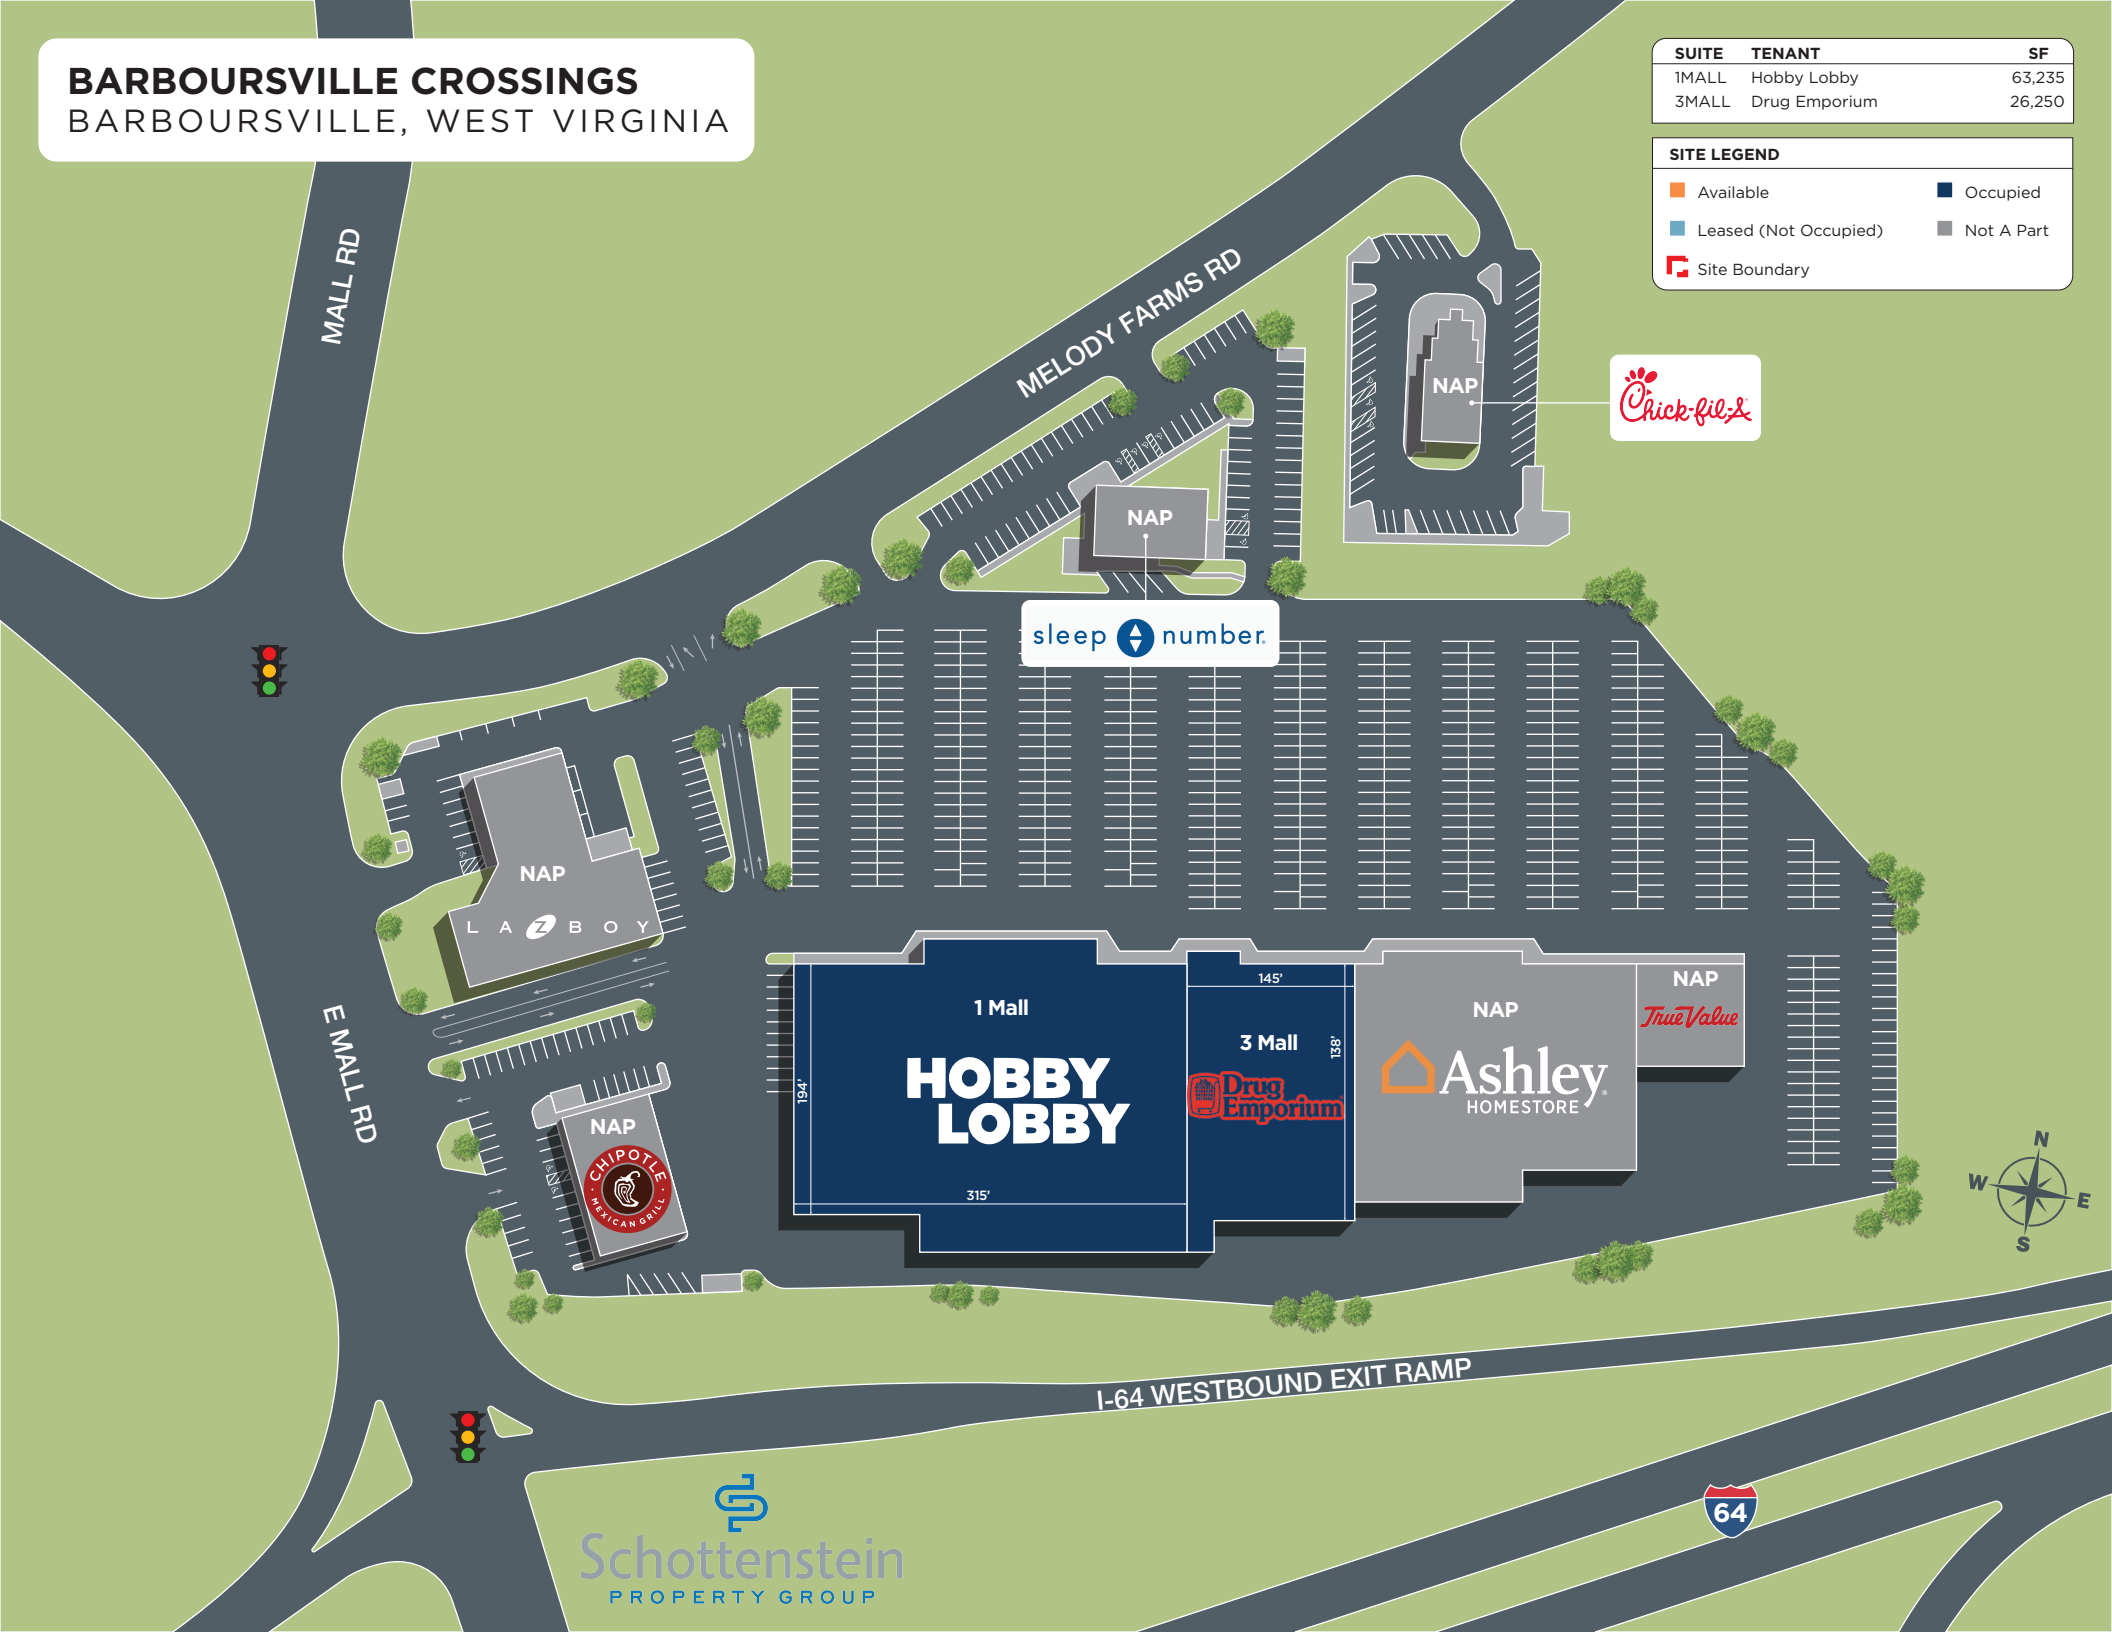 BARBOURSVILLE CROSSINGS
BARBOURSVILLE, WEST VIRGINIA
SUITE TENANT SF
1MALL Hobby Lobby 63,235
3MALL Drug Emporium 26,250
SITE LEGEND
Available
Occupied
Leased (Not Occupied)
Not A Part
Site Boundary
MALL RD
MELODY FARMS RD
NAP
Chick-fil-A
NAP
sleep number
NAP
LAZBOY
E MALL RD
NAP
CHIPOTLE
MEXICAN GRILL
1 Mall
HOBBY
LOBBY
194'
315'
145'
3 Mall
138'
Drug
Emporium
NAP
Ashley
HOMESTORE
NAP
True Value
N
W
E
S
I-64 WESTBOUND EXIT RAMP
64
Schottenstein
PROPERTY GROUP